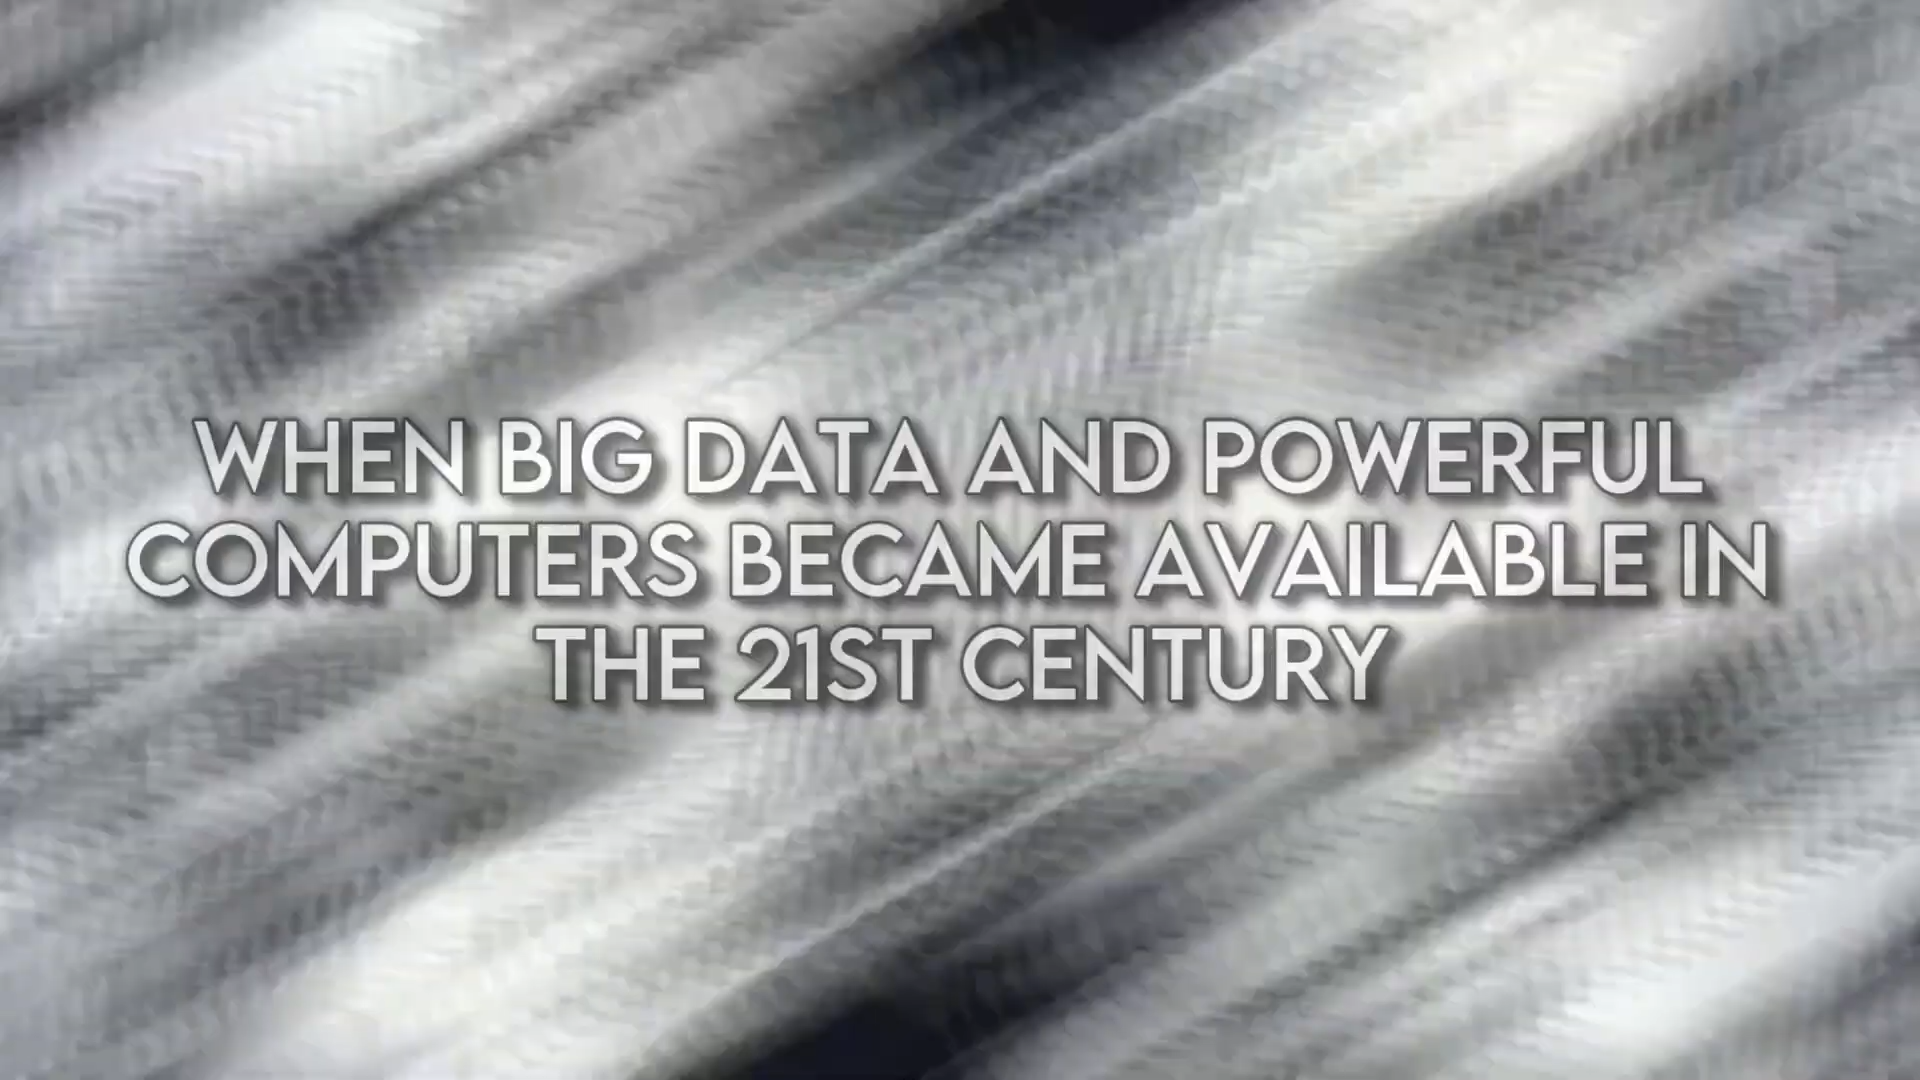 WHEN BIG DATA AND POWERFUL
COMPUTERS BECAME AVAILABLE IN
THE 21ST CENTURY